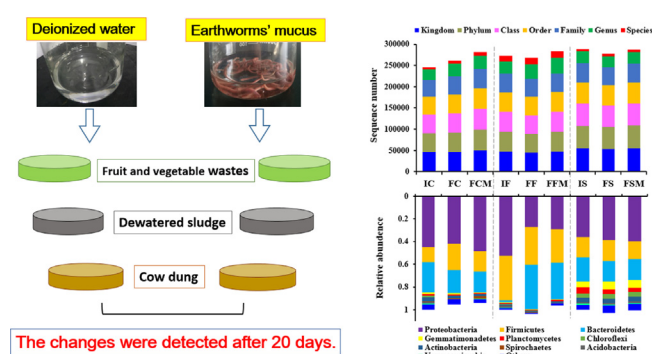 Deionized water
Earthworms' mucus
Fruit and vegetable wastes
Dewatered sludge
Cow dung
The changes were detected after 20 days.
Kingdom Phylum Class Order Family Genus Species
Sequence number
300000
250000
200000
150000
100000
50000
0
IC FC FCM IF FF FFM IS FS FSM
Relative abundance
0
0.2
0.4
0.6
0.8
1
Proteobacteria Firmicutes Bacteroidetes
Gemmatimonadetes Planctomycetes Chloroflexi
Actinobacteria Spirochaetes Acidobacteria